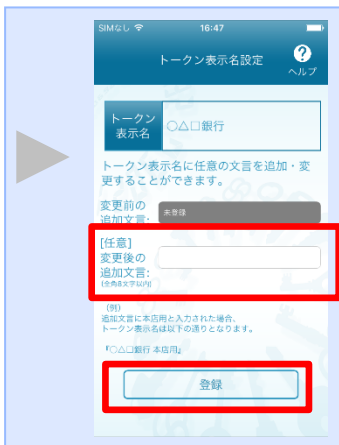 SIMなし 16:47
トークン表示名設定
?
ヘルプ
トークン
表示名
○△□銀行
トークン表示名に任意の文言を追加・変
更することができます。
変更前の
追加文言:
未登録
[任意]
変更後の
追加文言:
(全角8文字以内)
(例)
追加文言に本店用と入力された場合、
トークン表示名は以下の通りとなります。
『○△□銀行 本店用』
登録